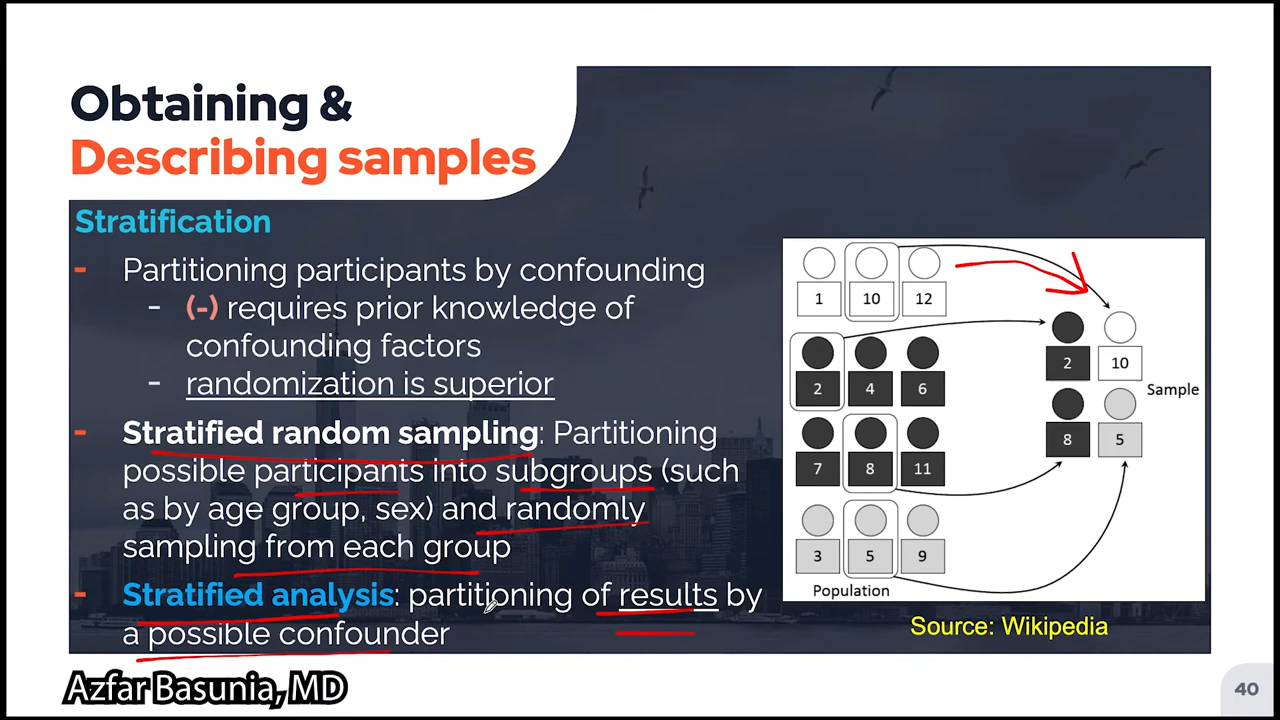 Obtaining &
Describing samples
Stratification
- Partitioning participants by confounding
- (-) requires prior knowledge of
confounding factors
- randomization is superior
- Stratified random sampling: Partitioning
possible participants into subgroups (such
as by age group, sex) and randomly
sampling from each group
- Stratified analysis: partitioning of results by
a possible confounder
1 10 12
2 4 6
7 8 11
3 5 9
Population
2 10
8 5
Sample
Source: Wikipedia
Azfar Basunia, MD
40